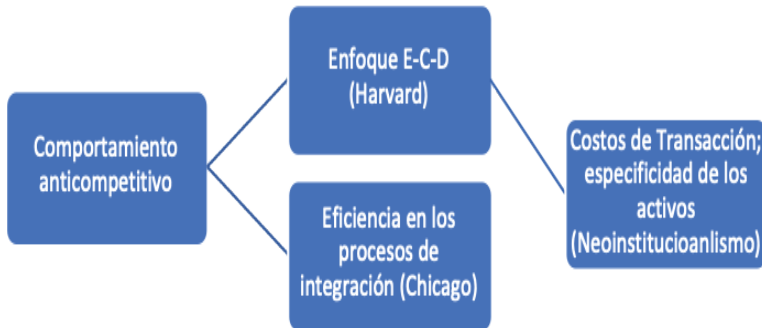 Comportamiento
anticompetitivo
Enfoque E-C-D
(Harvard)
Eficiencia en los
procesos de
integración (Chicago)
Costos de Transacción;
especificidad de los
activos
(Neoinstitucioanlismo)